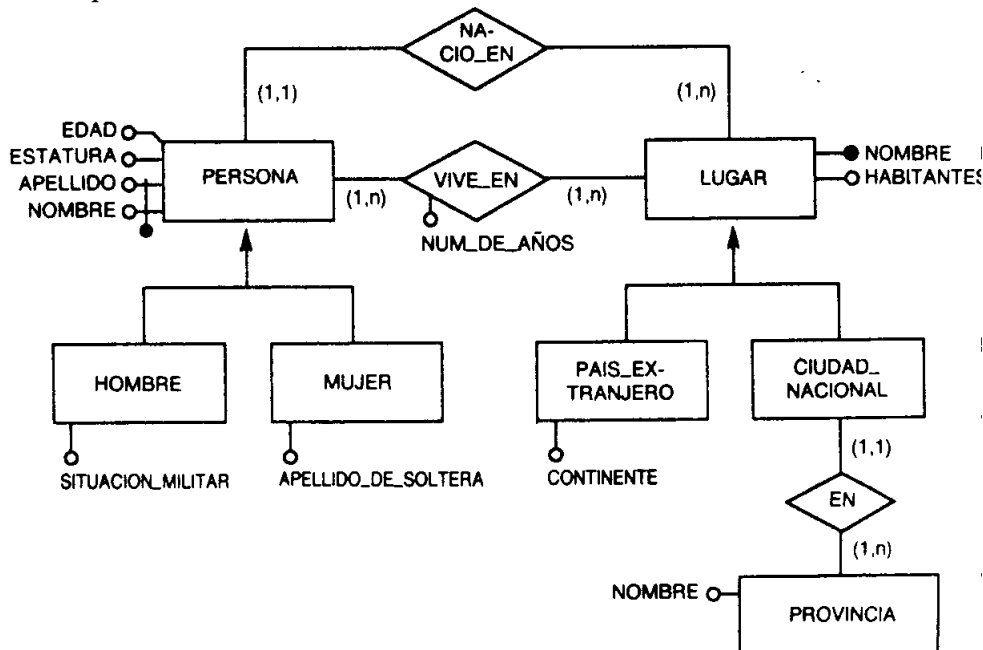 NA-
CIO_EN
(1,1)
(1,n)
EDAD
ESTATURA
APELLIDO
NOMBRE
PERSONA
(1,n)
VIVE_EN
(1,n)
NUM_DE_AÑOS
LUGAR
NOMBRE
HABITANTES
HOMBRE
MUJER
PAIS_EX-
TRANJERO
CIUDAD_
NACIONAL
SITUACION_MILITAR
APELLIDO_DE_SOLTERA
CONTINENTE
(1,1)
EN
(1,n)
NOMBRE
PROVINCIA